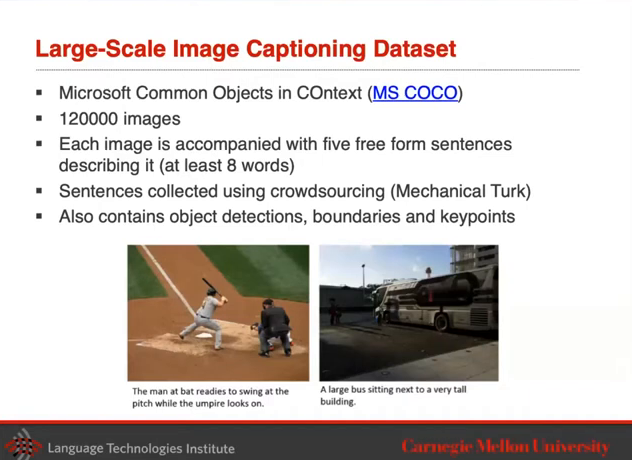 Large-Scale Image Captioning Dataset
▪ Microsoft Common Objects in COntext (MS COCO)
▪ 120000 images
▪ Each image is accompanied with five free form sentences
describing it (at least 8 words)
▪ Sentences collected using crowdsourcing (Mechanical Turk)
▪ Also contains object detections, boundaries and keypoints
The man at bat readies to swing at the
pitch while the umpire looks on.
A large bus sitting next to a very tall
building.
Language Technologies Institute
Carnegie Mellon University